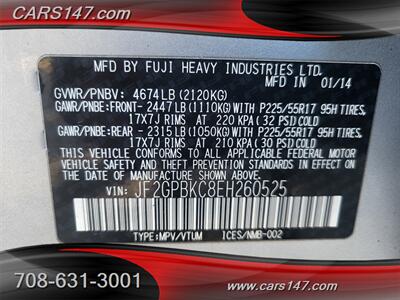 CARS147.com
MFD. BY FUJI HEAVY INDUSTRIES LTD.
MADE IN 01/14
GVWR/PNBV: 4674LB (2120KG)
GAWR/PNBE: FRONT- 2447LB (1110KG) WITH P225/55R17 95H TIRES,
17X7J RIMS AT 220 KPA (32 PSI) COLD
GAWR/PNBE: REAR - 2315LB (1050KG) WITH P225/55R17 95H TIRES,
17X7J RIMS AT 210 KPA (30 PSI) COLD
THIS VEHICLE CONFORMS TO ALL APPLICABLE FEDERAL MOTOR
VEHICLE SAFETY, BUMPER, AND THEFT PREVENTION STANDARDS
IN EFFECT ON THE DATE OF MANUFACTURE SHOWN ABOVE.
VIN: JF2GPBKC8EH260525
TYPE: MPV/VTUM ICES/NMB-002
708-631-3001
cars147.com